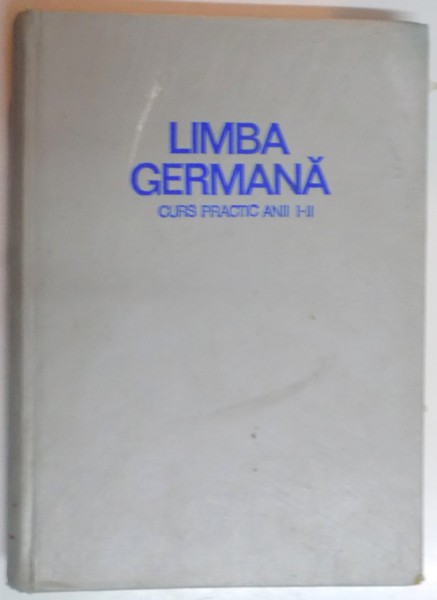 LIMBA
GERMANĂ
CURS PRACTIC ANII I-II